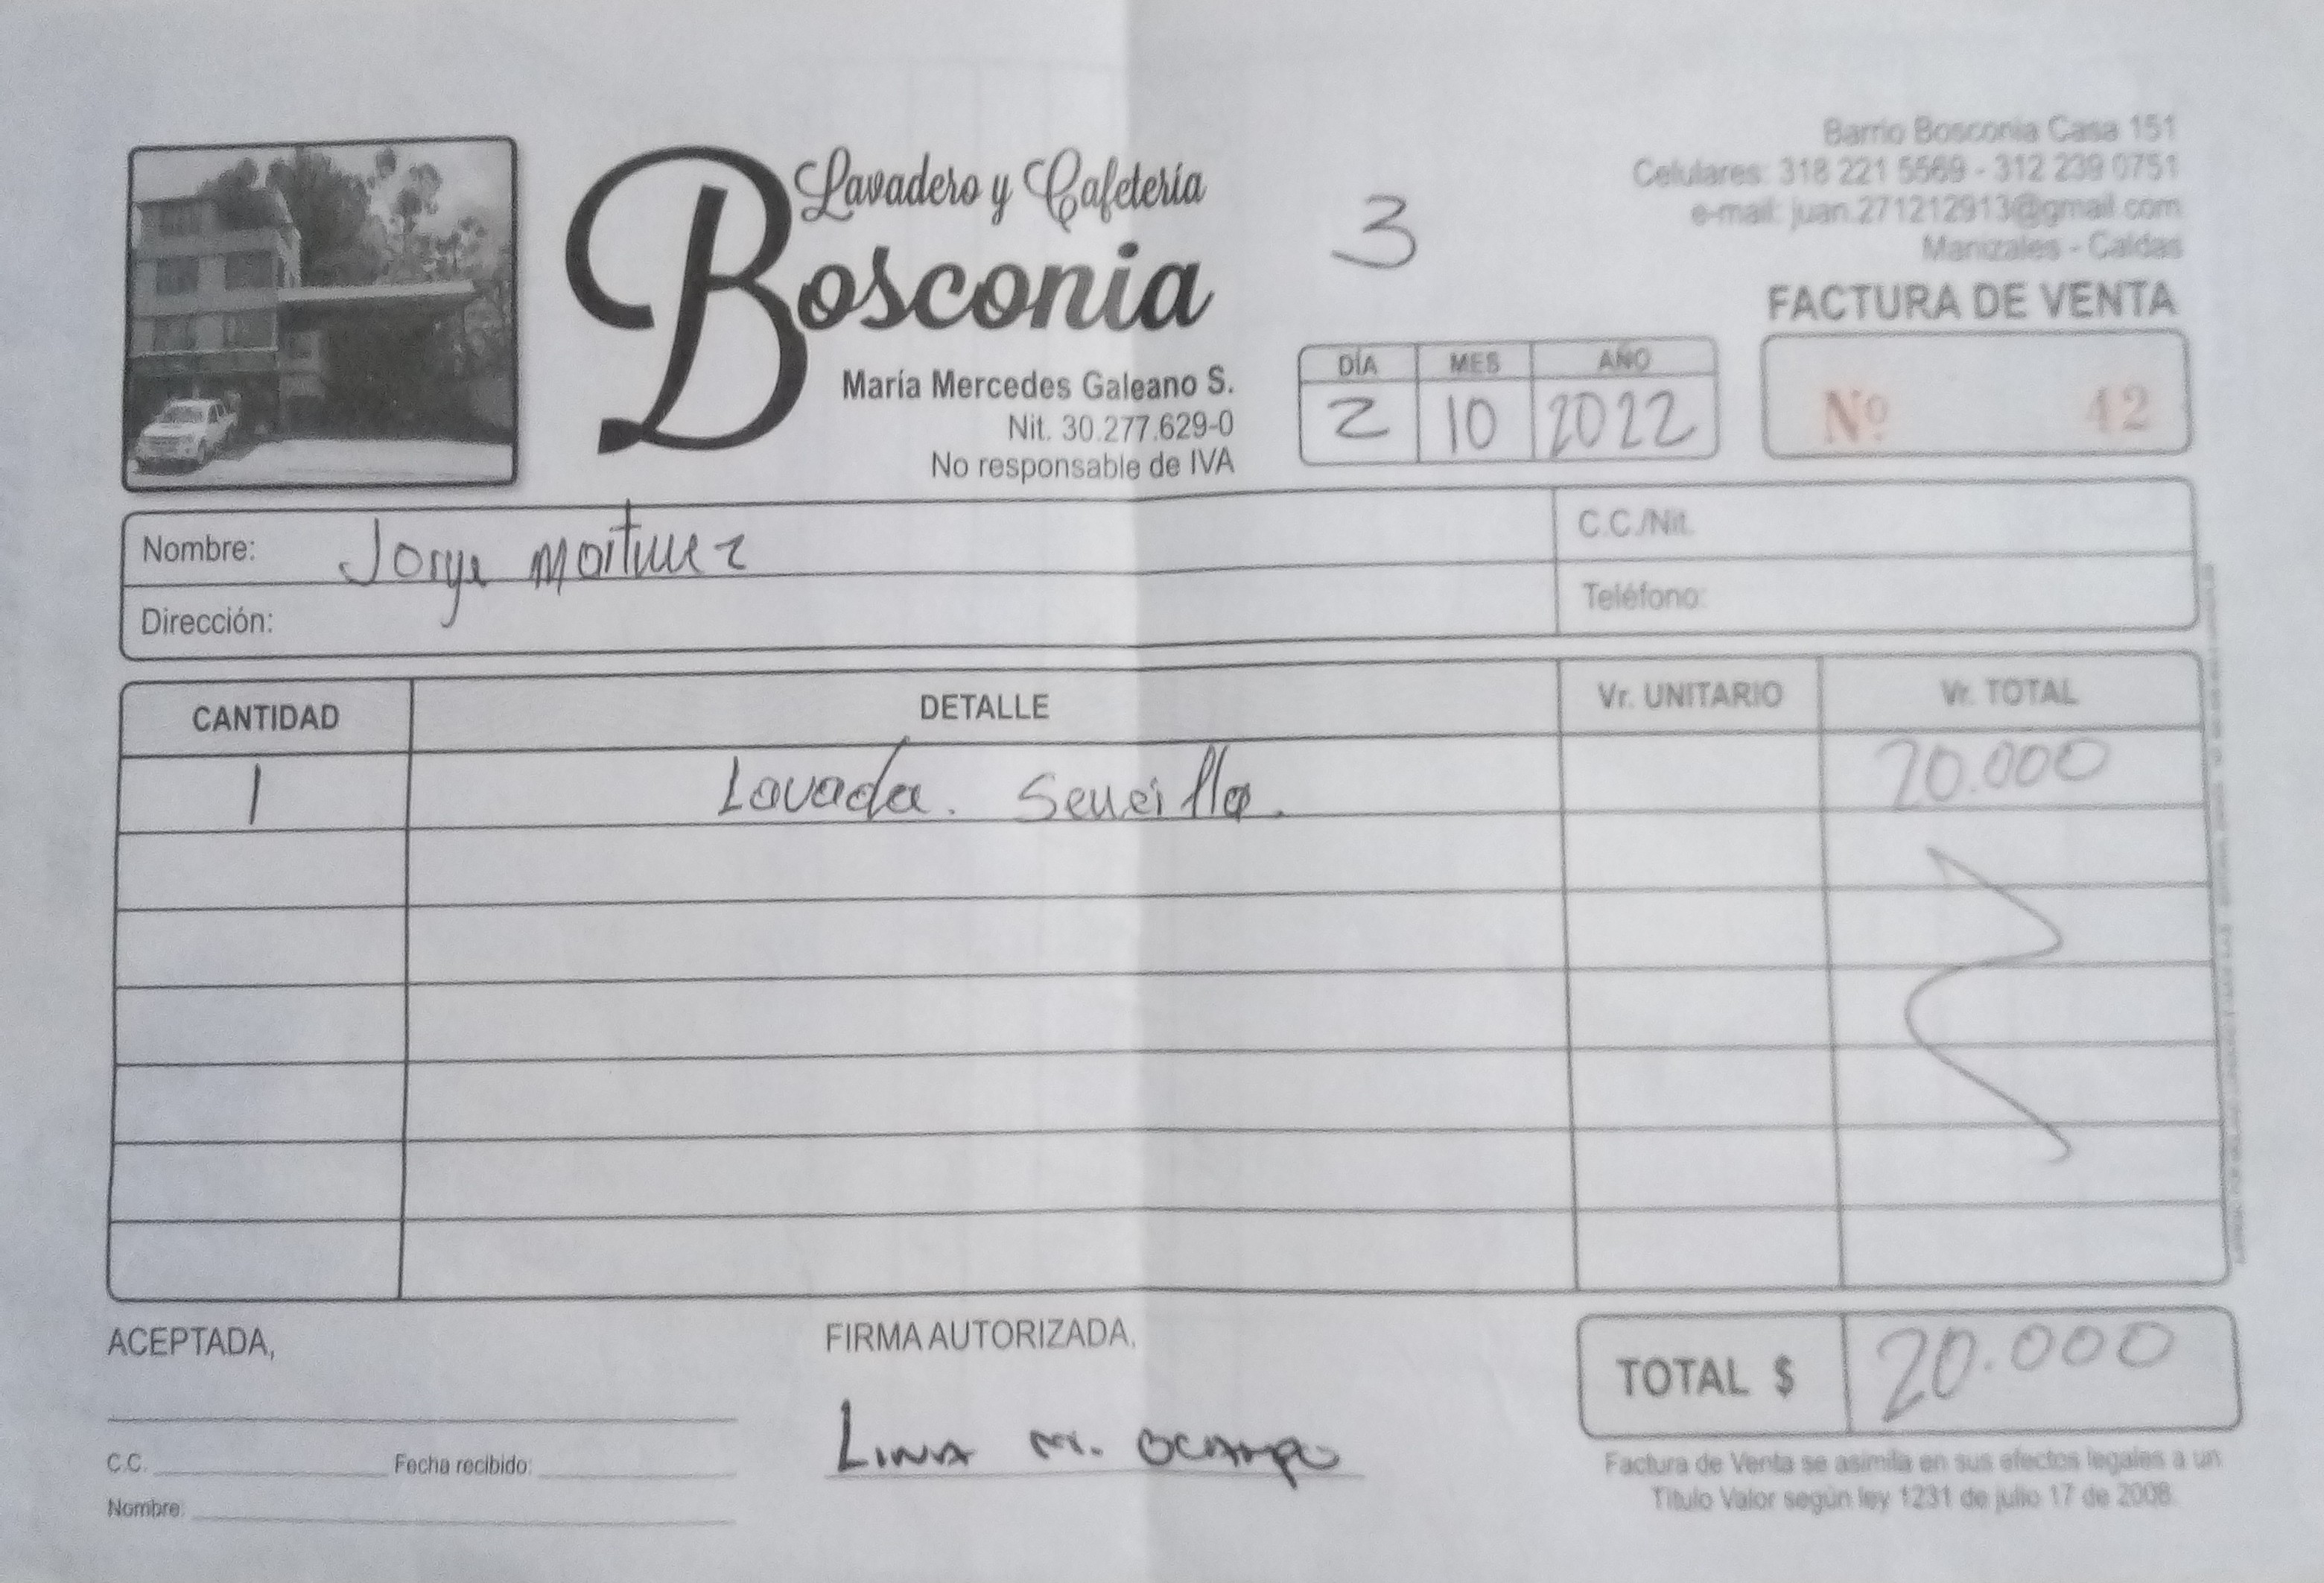 Lavadero y Cafetería
Bosconia
María Mercedes Galeano S.
Nit. 30.277.629-0
No responsable de IVA
3
Barrio Bosconia Casa 151
Celulares: 318 221 5569 - 312 239 0751
e-mail: juan.271212913@gmail.com
Manizales - Caldas
FACTURA DE VENTA
DÍA MES AÑO
2 10 2022
Nº 42
Nombre: Jorge Martinez
C.C./Nit.
Dirección:
Teléfono:
CANTIDAD DETALLE Vr. UNITARIO Vr. TOTAL
1 Lavada. Sencilla. 20.000
ACEPTADA,
FIRMA AUTORIZADA,
TOTAL $ 20.000
Lina M. Ocampo
C.C. Fecha recibido:
Nombre:
Factura de Venta se asimila en sus efectos legales a un
Titulo Valor según ley 1231 de julio 17 de 2008